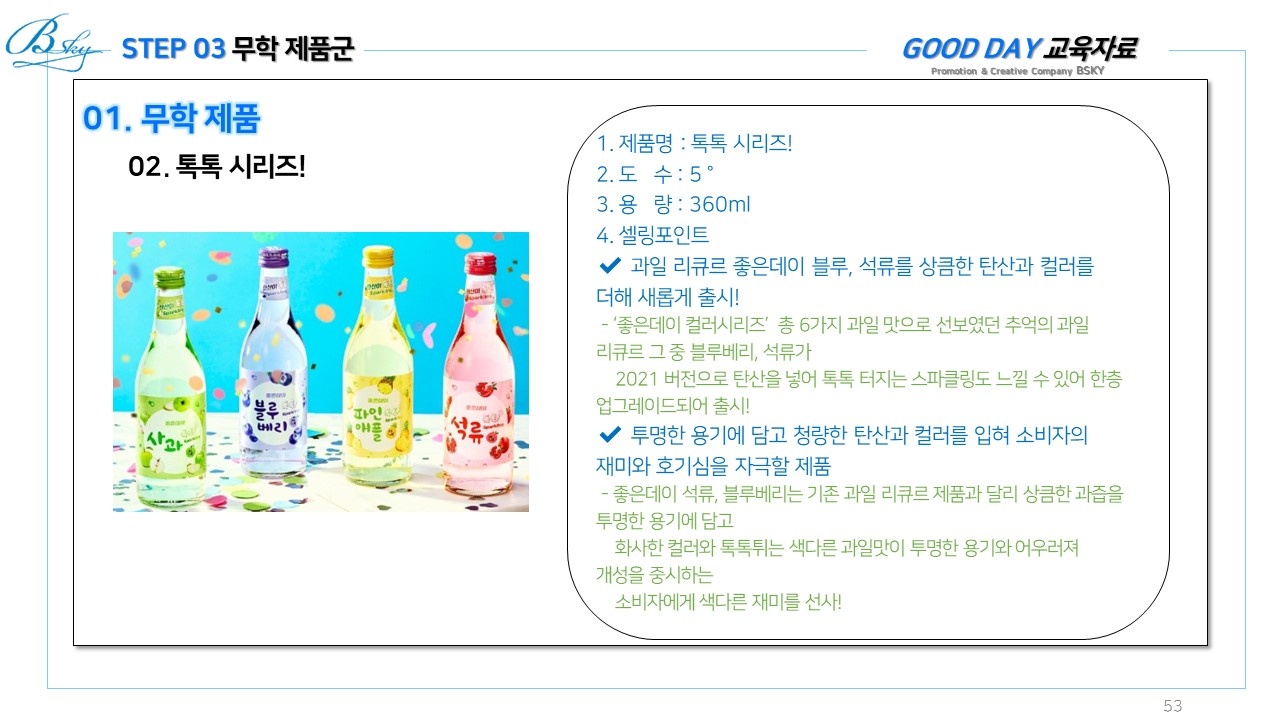 Bsky
STEP 03 무학 제품군
GOOD DAY 교육자료
Promotion & Creative Company BSKY
01. 무학 제품
02. 톡톡 시리즈!
사과
블루
베리
파인
애플
석류
1. 제품명 : 톡톡 시리즈!
2. 도 수 : 5 °
3. 용 량 : 360ml
4. 셀링포인트
✔ 과일 리큐르 좋은데이 블루, 석류를 상큼한 탄산과 컬러를
더해 새롭게 출시!
- '좋은데이 컬러시리즈' 총 6가지 과일 맛으로 선보였던 추억의 과일
리큐르 그 중 블루베리, 석류가
2021 버전으로 탄산을 넣어 톡톡 터지는 스파클링도 느낄 수 있어 한층
업그레이드되어 출시!
✔ 투명한 용기에 담고 청량한 탄산과 컬러를 입혀 소비자의
재미와 호기심을 자극할 제품
- 좋은데이 석류, 블루베리는 기존 과일 리큐르 제품과 달리 상큼한 과즙을
투명한 용기에 담고
화사한 컬러와 톡톡튀는 색다른 과일맛이 투명한 용기와 어우러져
개성을 중시하는
소비자에게 색다른 재미를 선사!
53